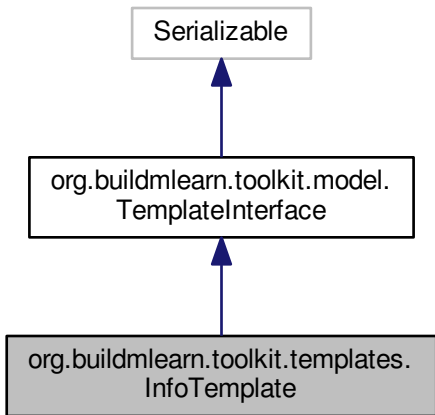 Serializable
org.buildmlearn.toolkit.model.
TemplateInterface
org.buildmlearn.toolkit.templates.
InfoTemplate